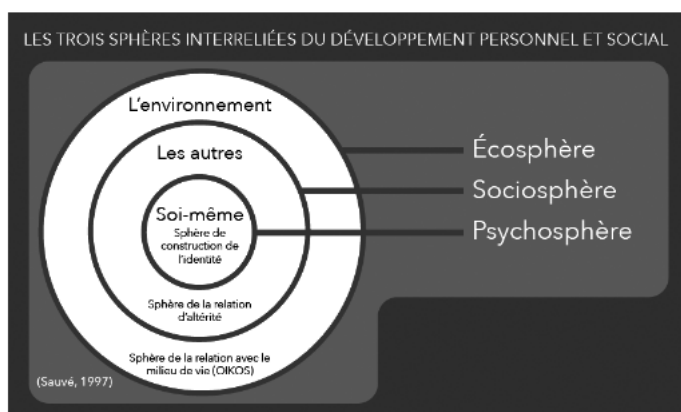 LES TROIS SPHÈRES INTERRELIÉES DU DÉVELOPPEMENT PERSONNEL ET SOCIAL
L'environnement
Les autres
Soi-même
Sphère de
construction de
l'identité
Sphère de la relation
d'altérité
Sphère de la relation avec le
milieu de vie (OIKOS)
Écosphère
Sociosphère
Psychosphère
(Sauvé, 1997)